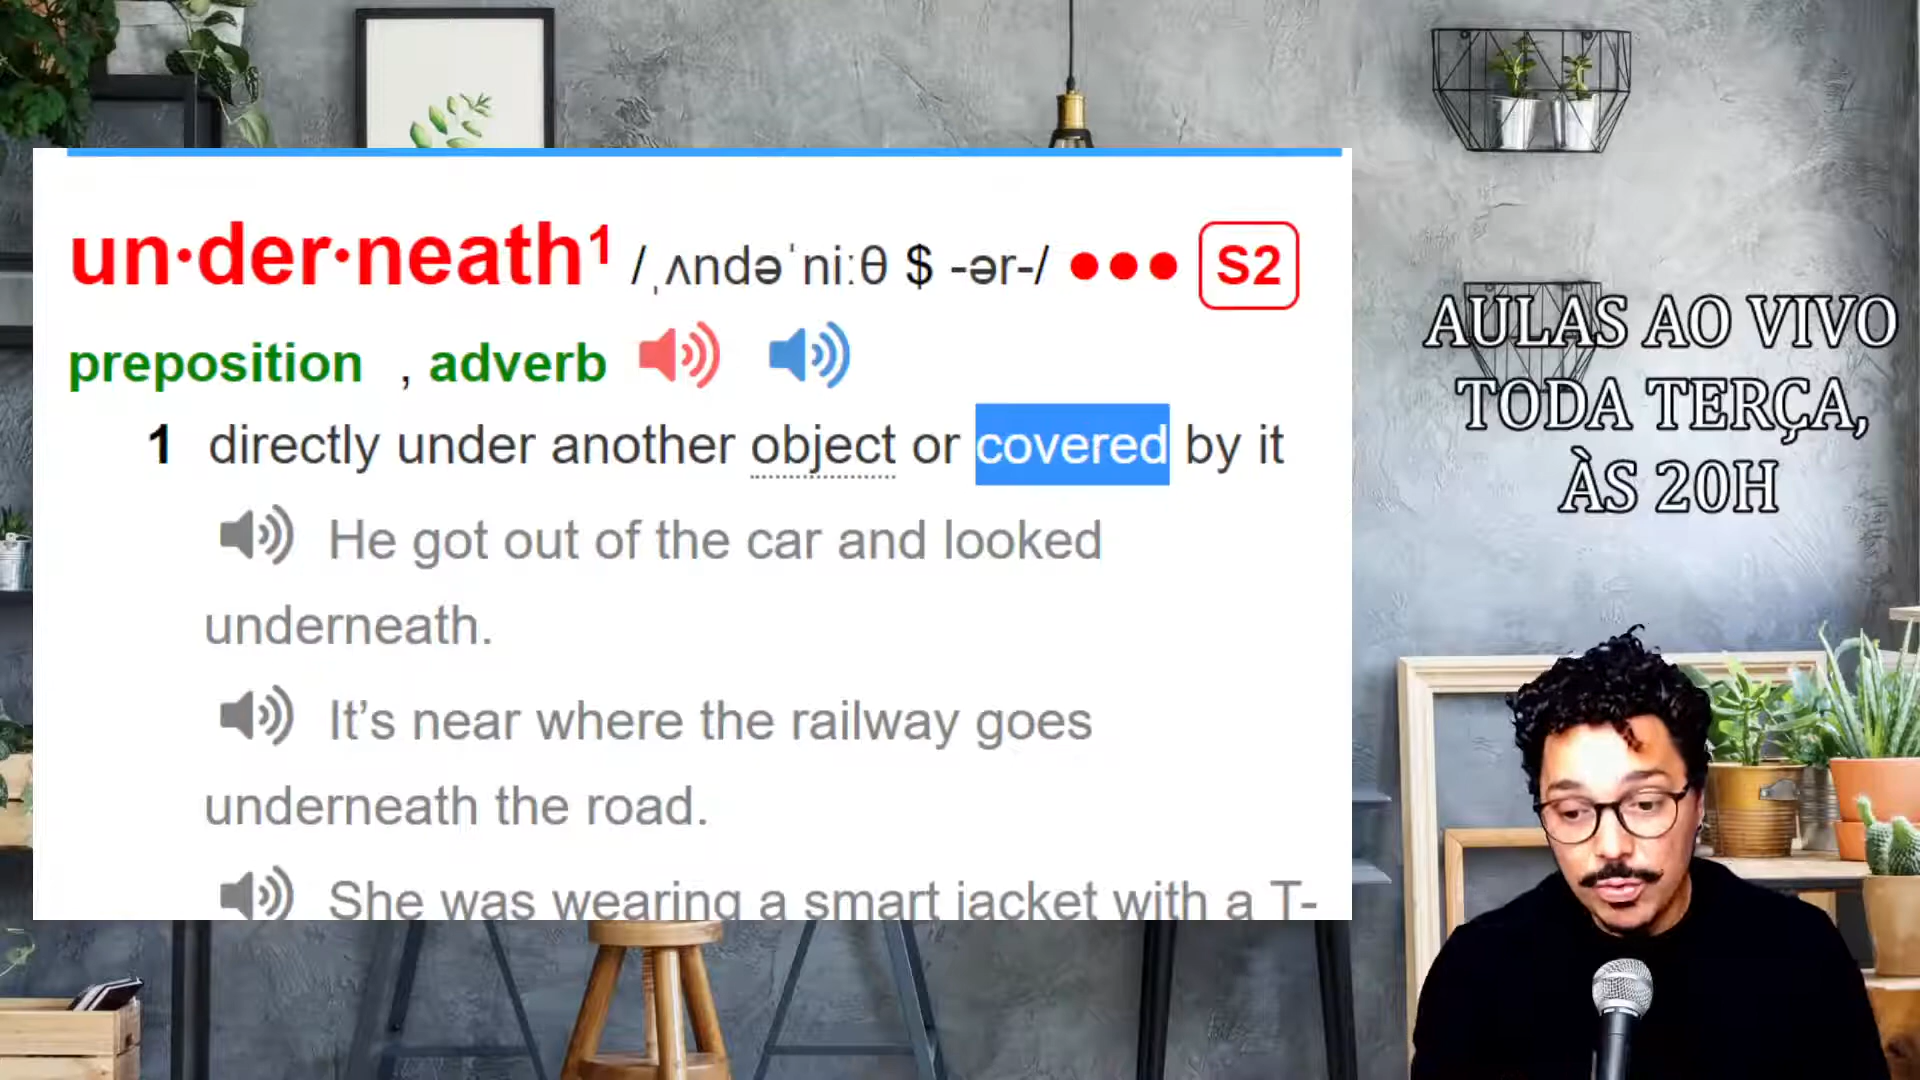 un·der·neath¹ /ˌʌndəˈniːθ $ -ər-/ ●●● S2
preposition , adverb
1 directly under another object or covered by it
He got out of the car and looked
underneath.
It’s near where the railway goes
underneath the road.
She was wearing a smart jacket with a T-
AULAS AO VIVO
TODA TERÇA,
ÀS 20H